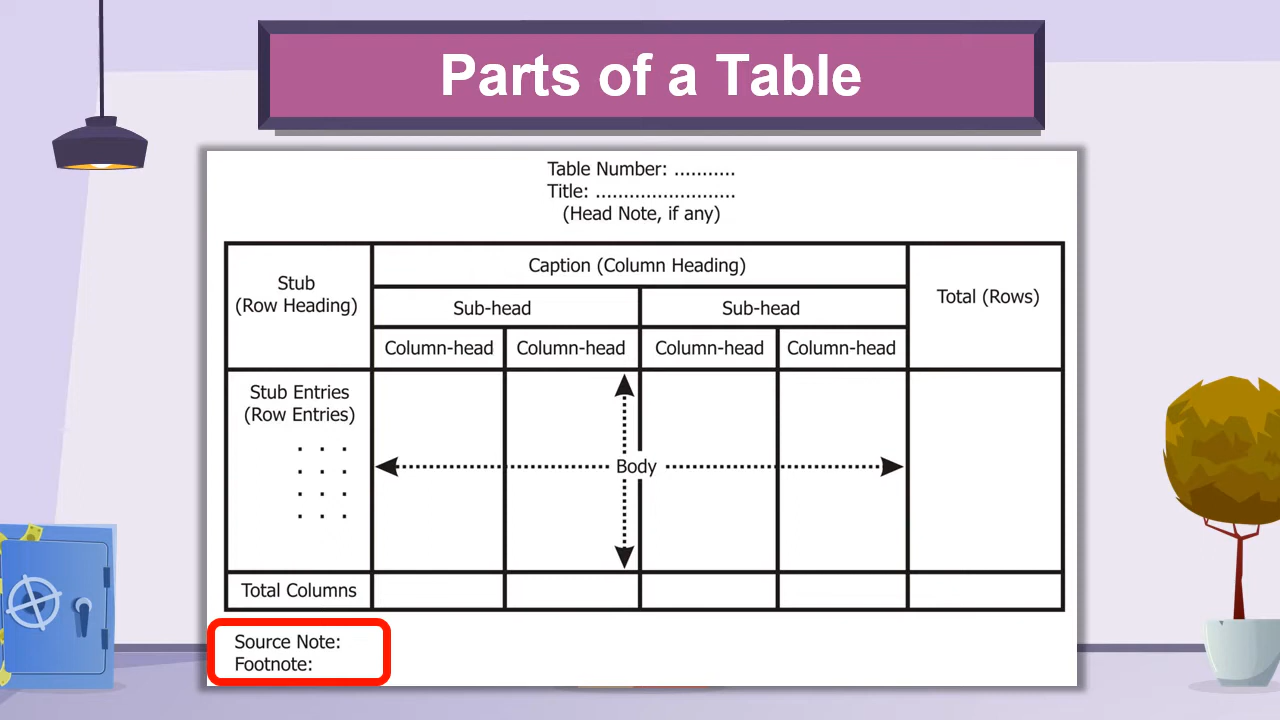 Parts of a Table
Table Number: ...........
Title: .........................
(Head Note, if any)
Stub
(Row Heading)
Caption (Column Heading)
Total (Rows)
Sub-head
Sub-head
Column-head
Column-head
Column-head
Column-head
Stub Entries
(Row Entries)
. . .
. . .
. . .
. . .
Body
Total Columns
Source Note:
Footnote: